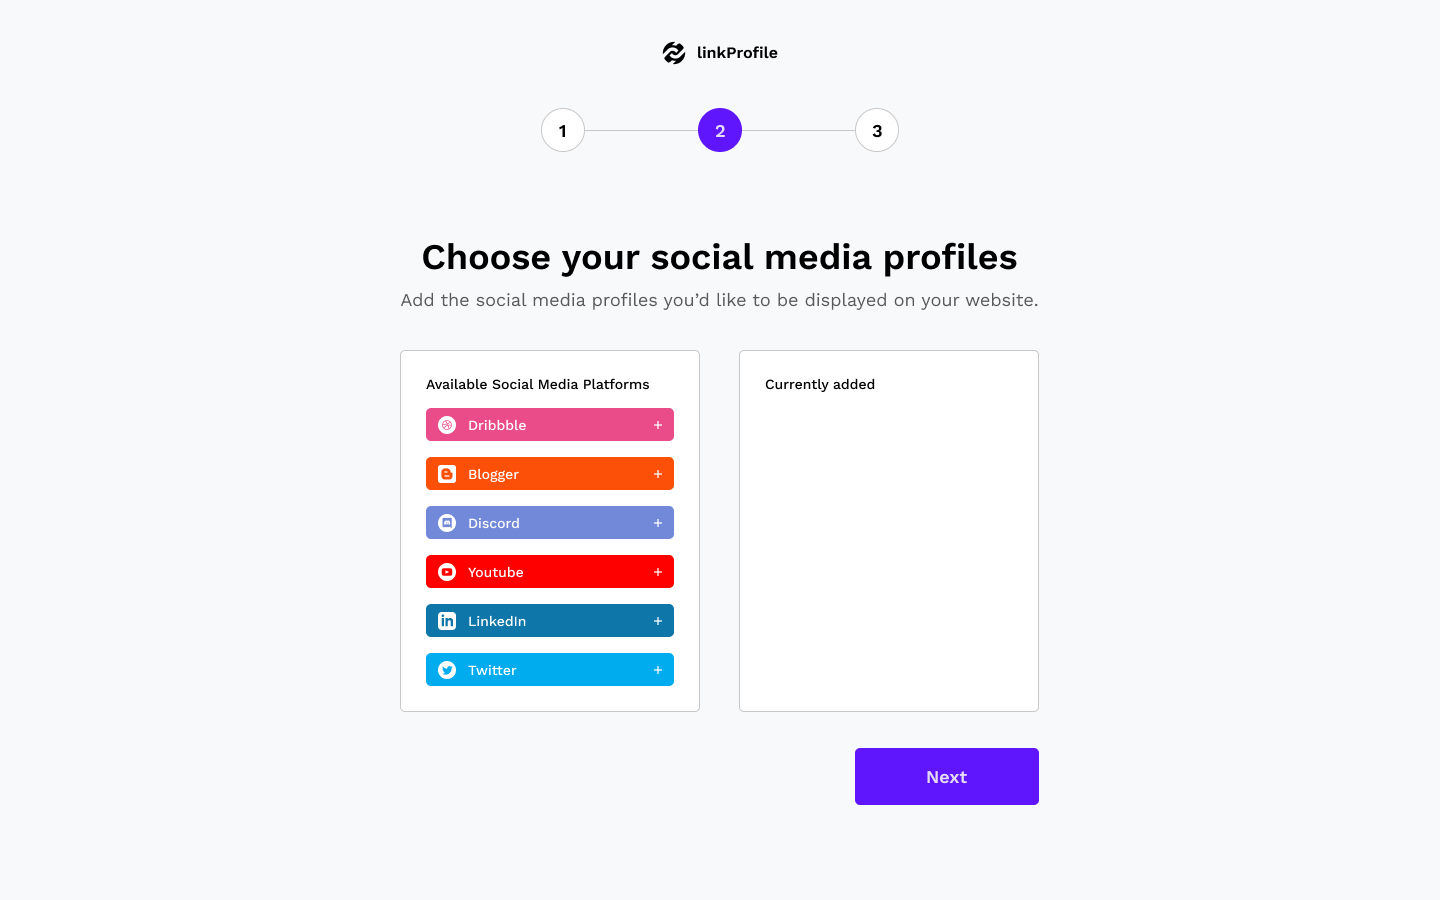 linkProfile
1
2
3
Choose your social media profiles
Add the social media profiles you’d like to be displayed on your website.
Available Social Media Platforms
Dribbble +
Blogger +
Discord +
Youtube +
LinkedIn +
Twitter +
Currently added
Next